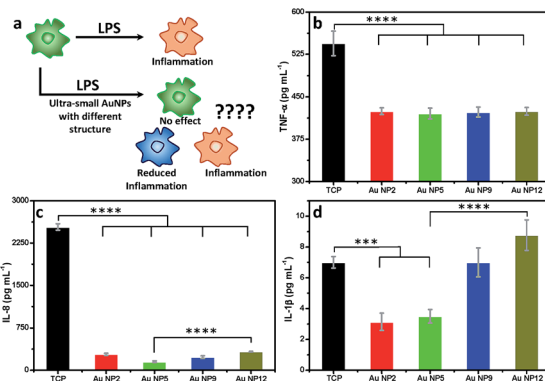 a
LPS
Inflammation
LPS
Ultra-small AuNPs
with different
structure
No effect
????
Reduced
Inflammation
Inflammation
b
****
TNF-α (pg mL⁻¹)
600
525
450
375
300
TCP Au NP2 Au NP5 Au NP9 Au NP12
c
****
****
IL-8 (pg mL⁻¹)
3000
2250
1500
750
0
TCP Au NP2 Au NP5 Au NP9 Au NP12
d
***
****
IL-1β (pg mL⁻¹)
10
8
6
4
2
0
TCP Au NP2 Au NP5 Au NP9 Au NP12